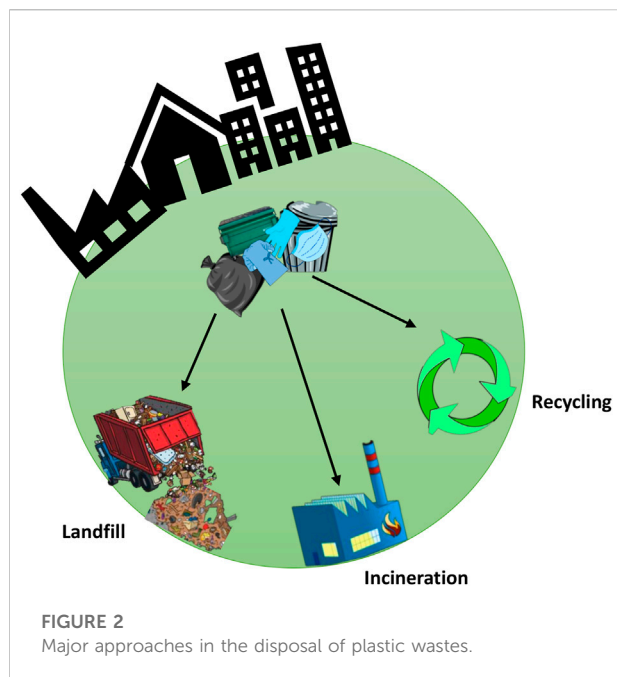 Recycling
Landfill
Incineration
FIGURE 2
Major approaches in the disposal of plastic wastes.